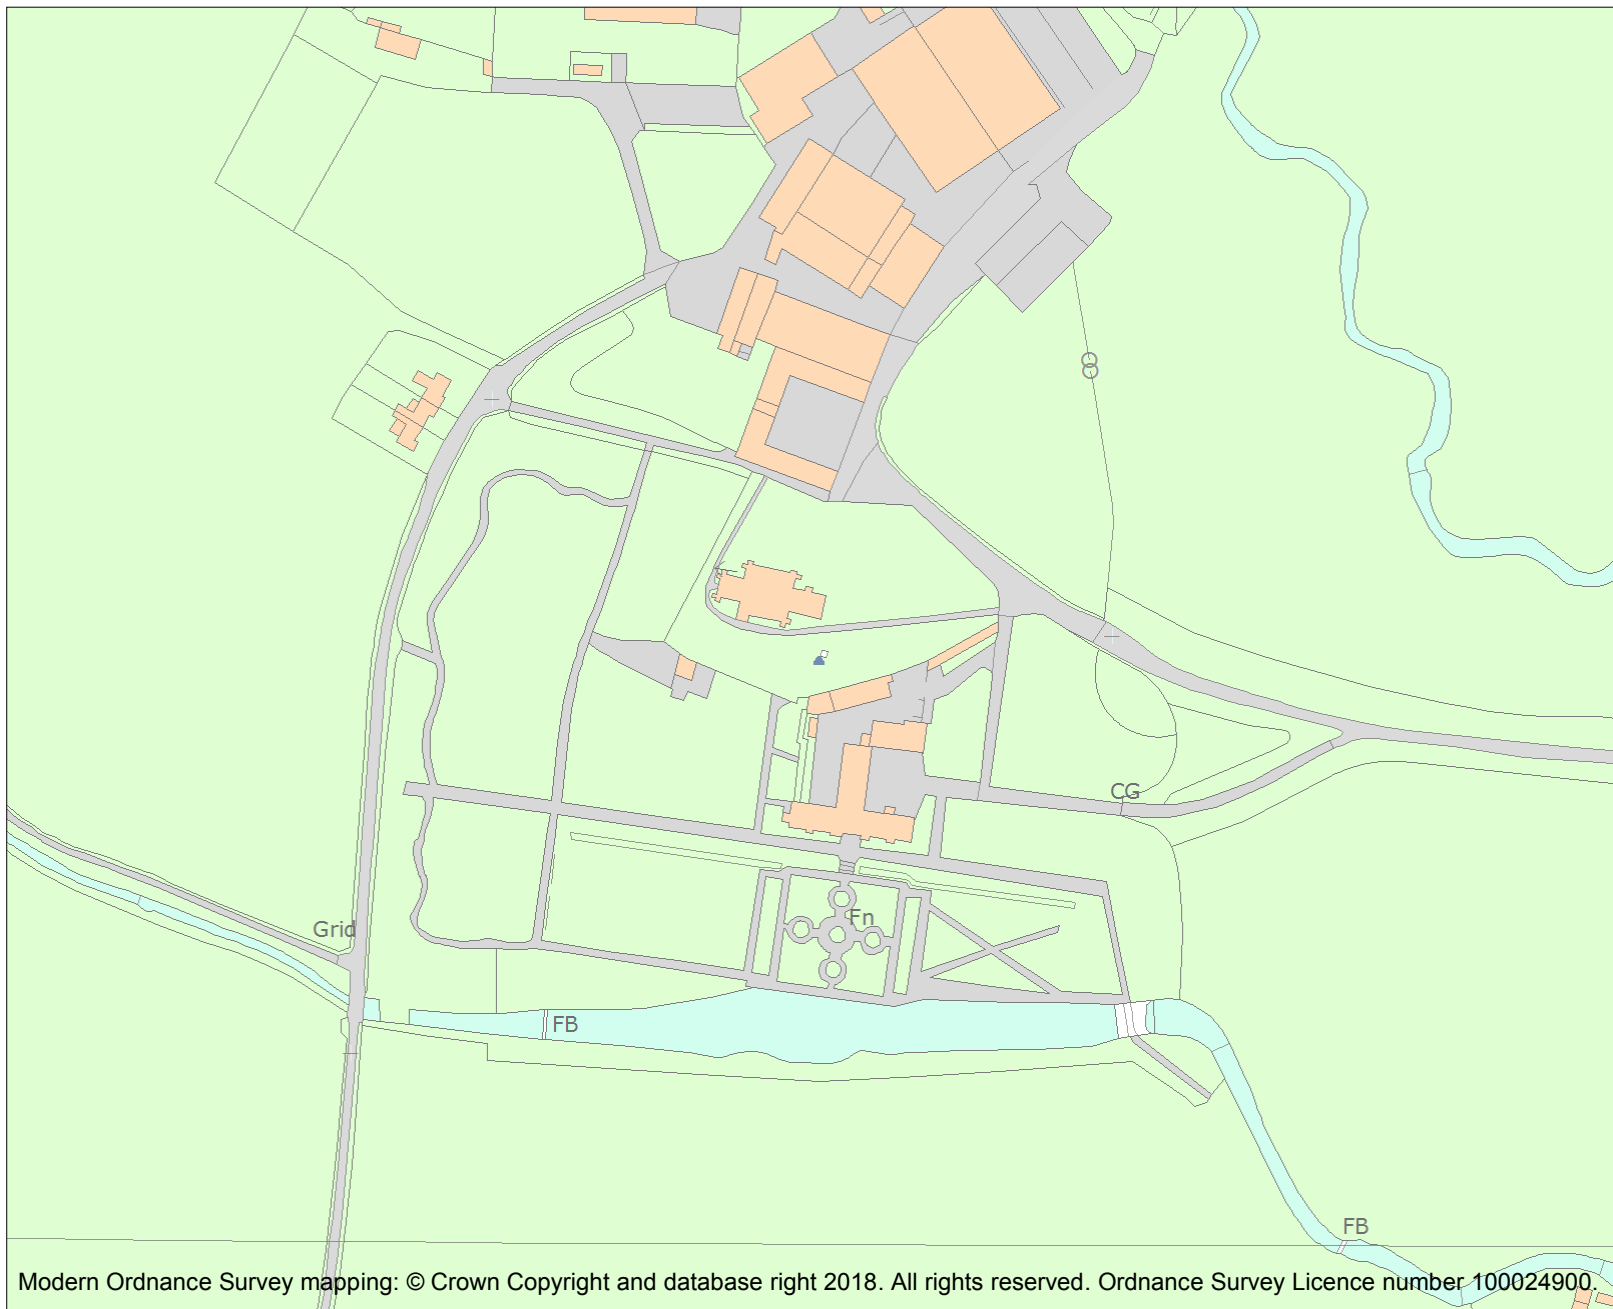 CG
Fn
Grid
FB
FB
Modern Ordnance Survey mapping: © Crown Copyright and database right 2018. All rights reserved. Ordnance Survey Licence number 100024900.